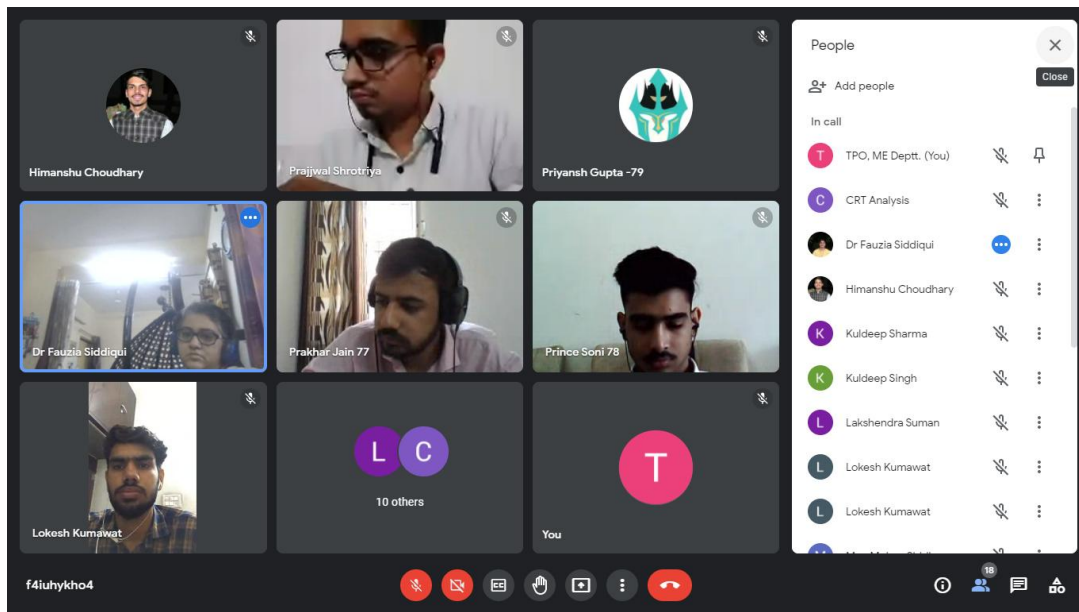 Himanshu Choudhary
Prajjwal Shrotriya
Priyansh Gupta -79
Dr Fauzia Siddiqui
Prakhar Jain 77
Prince Soni 78
Lokesh Kumawat
L C
10 others
T
You
f4iuhykho4
People
Close
Add people
In call
T TPO, ME Deptt. (You)
C CRT Analysis
Dr Fauzia Siddiqui
Himanshu Choudhary
K Kuldeep Sharma
K Kuldeep Singh
L Lakshendra Suman
L Lokesh Kumawat
L Lokesh Kumawat
CC
18